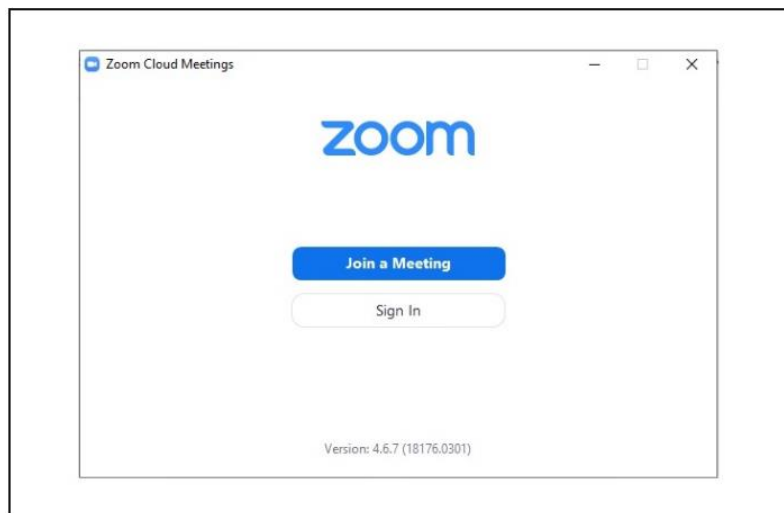 Zoom Cloud Meetings
zoom
Join a Meeting
Sign In
Version: 4.6.7 (18176.0301)